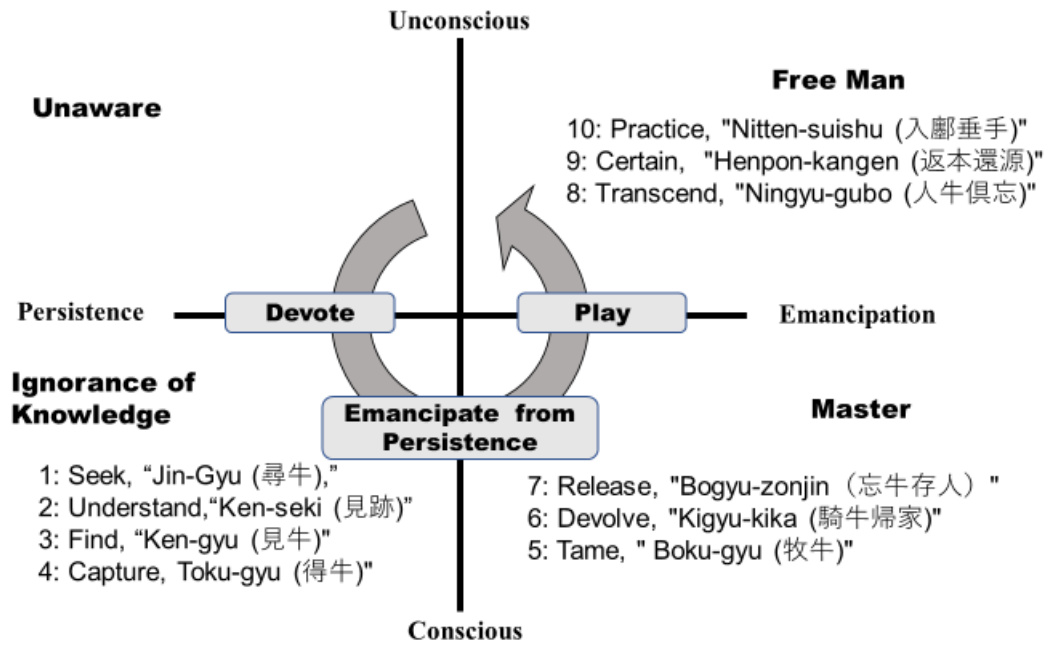 Unconscious
Unaware
Free Man
10: Practice, "Nitten-suishu (入鄽垂手)"
9: Certain, "Henpon-kangen (返本還源)"
8: Transcend, "Ningyu-gubo (人牛倶忘)"
Persistence
Devote
Play
Emancipation
Ignorance of
Knowledge
Emancipate from
Persistence
Master
1: Seek, “Jin-Gyu (尋牛),”
2: Understand,“Ken-seki (見跡)”
3: Find, “Ken-gyu (見牛)"
4: Capture, Toku-gyu (得牛)"
7: Release, "Bogyu-zonjin（忘牛存人）"
6: Devolve, "Kigyu-kika (騎牛帰家)"
5: Tame, " Boku-gyu (牧牛)"
Conscious